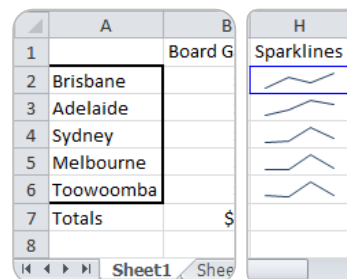 A B H
1 Board G Sparklines
2 Brisbane
3 Adelaide
4 Sydney
5 Melbourne
6 Toowoomba
7 Totals $
8
Sheet1 Shee